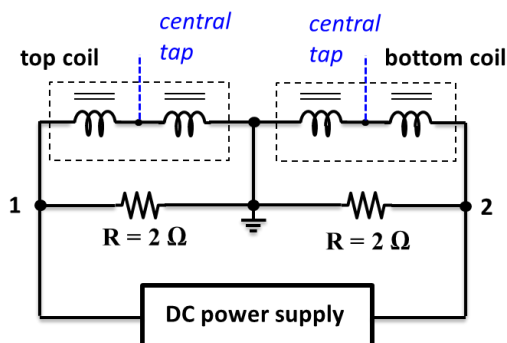 central
tap
central
tap
top coil
bottom coil
1
2
R = 2 Ω
R = 2 Ω
DC power supply